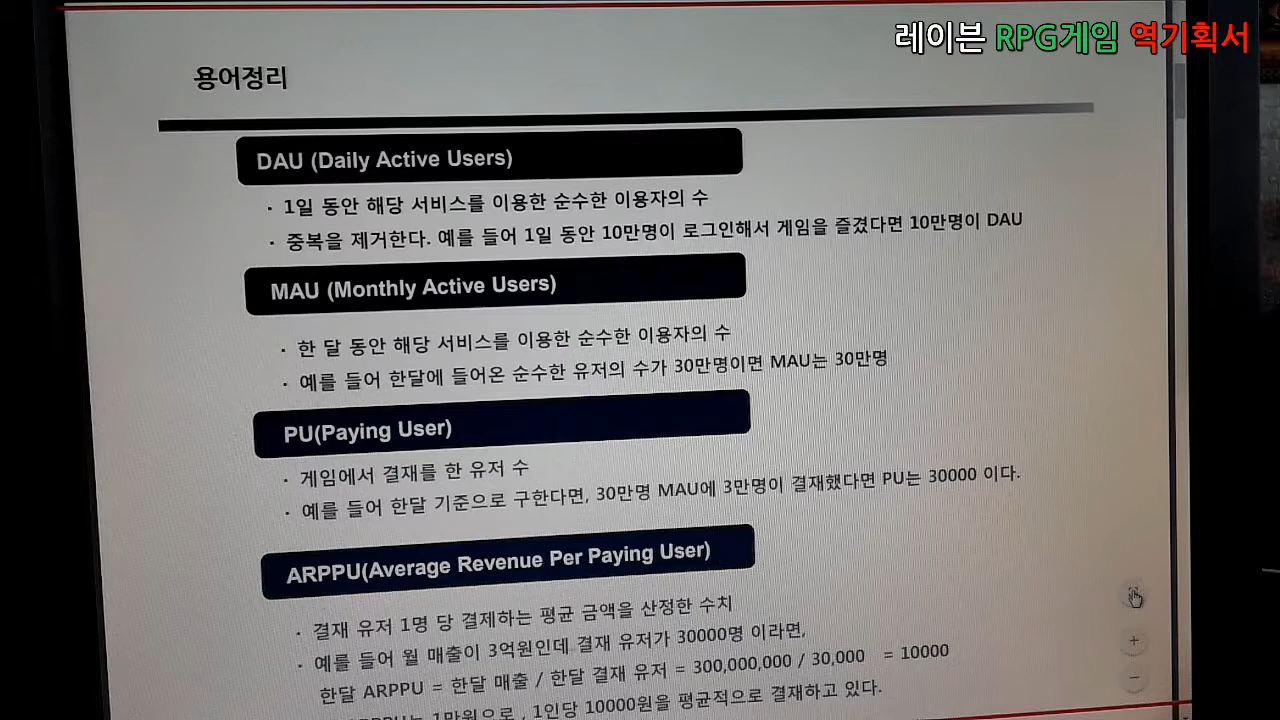 레이븐 RPG게임 역기획서
용어정리
DAU (Daily Active Users)
· 1일 동안 해당 서비스를 이용한 순수한 이용자의 수
· 중복을 제거한다. 예를 들어 1일 동안 10만명이 로그인해서 게임을 즐겼다면 10만명이 DAU
MAU (Monthly Active Users)
· 한 달 동안 해당 서비스를 이용한 순수한 이용자의 수
· 예를 들어 한달에 들어온 순수한 유저의 수가 30만명이면 MAU는 30만명
PU(Paying User)
· 게임에서 결재를 한 유저 수
· 예를 들어 한달 기준으로 구한다면, 30만명 MAU에 3만명이 결재했다면 PU는 30000 이다.
ARPPU(Average Revenue Per Paying User)
· 결재 유저 1명 당 결제하는 평균 금액을 산정한 수치
· 예를 들어 월 매출이 3억원인데 결재 유저가 30000명 이라면,
한달 ARPPU = 한달 매출 / 한달 결재 유저 = 300,000,000 / 30,000 = 10000
ARPPU는 1만원으로 , 1인당 10000원을 평균적으로 결재하고 있다.